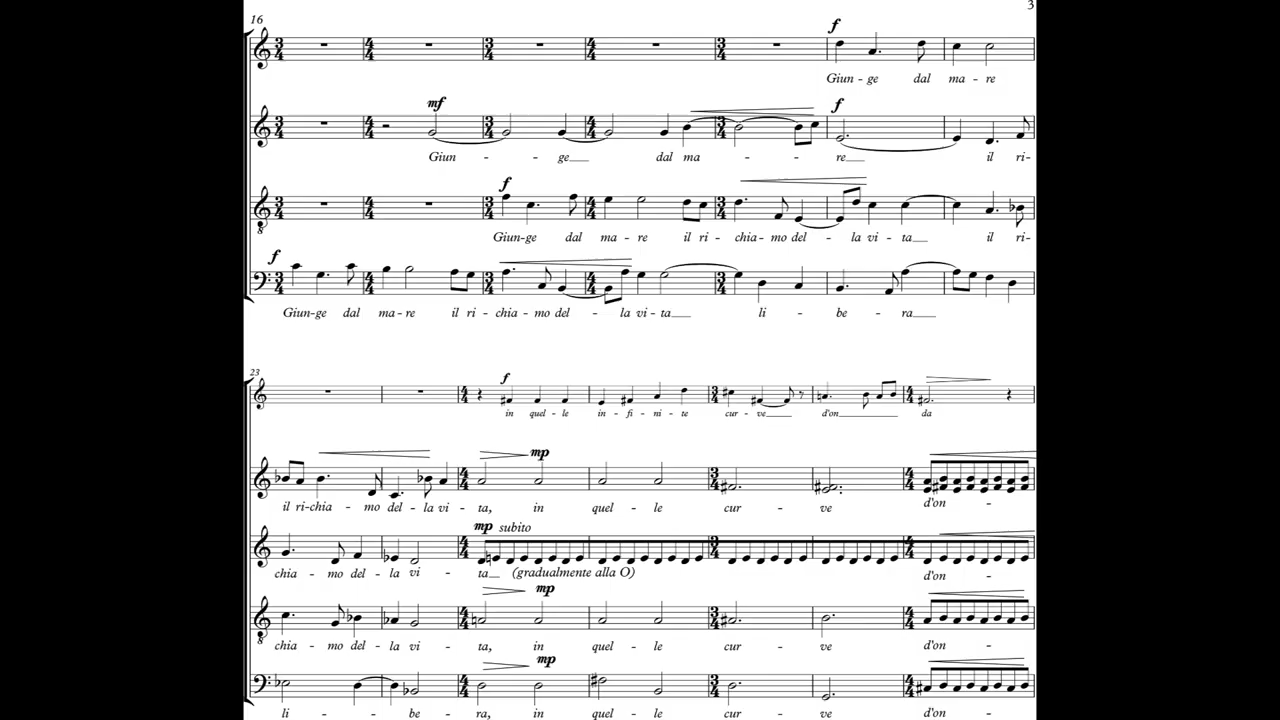 3
16
f
Giun - ge dal ma - re
mf f
Giun - - ge dal ma - - re il ri-
f
Giun-ge dal ma - re il ri - chia - mo del - - la vi - ta il ri-
f
Giun-ge dal ma - re il ri - chia - mo del - - la vi - ta li - be - ra
23
f
in quel - le in - fi - ni - te cur - ve d'on da
mp
il ri-chia - mo del - la vi - ta, in quel - le cur - ve d'on -
mp subito
chia - mo del - la vi - ta (gradualmente alla O) d'on -
mp
chia - mo del - la vi - ta, in quel - le cur - ve d'on -
mp
li - be - ra, in quel - le cur - ve d'on -